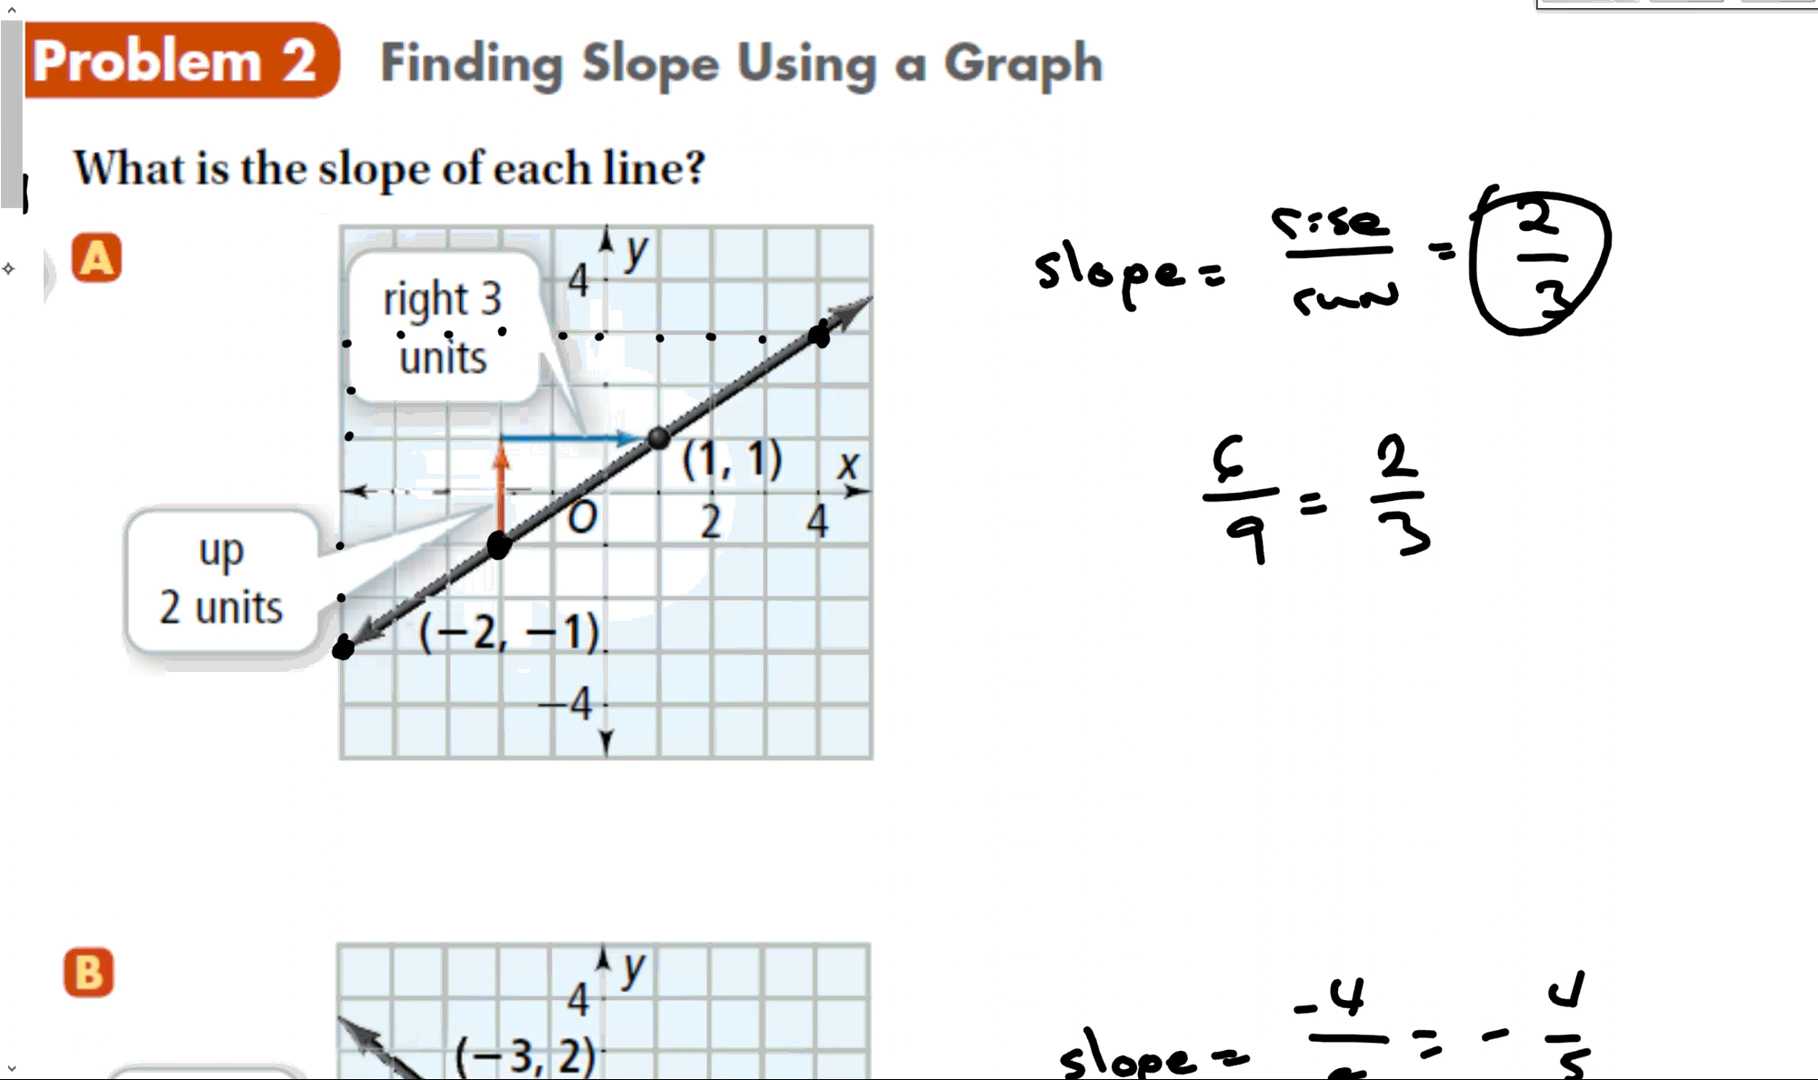 Problem 2 Finding Slope Using a Graph
What is the slope of each line?
A
right 3
units
y
4
slope = rise/run = 2/3
(1, 1)
x
O
2
4
6/9 = 2/3
up
2 units
(−2, −1)
−4
B
y
4
(−3, 2)
slope = -4/5 = - 4/5